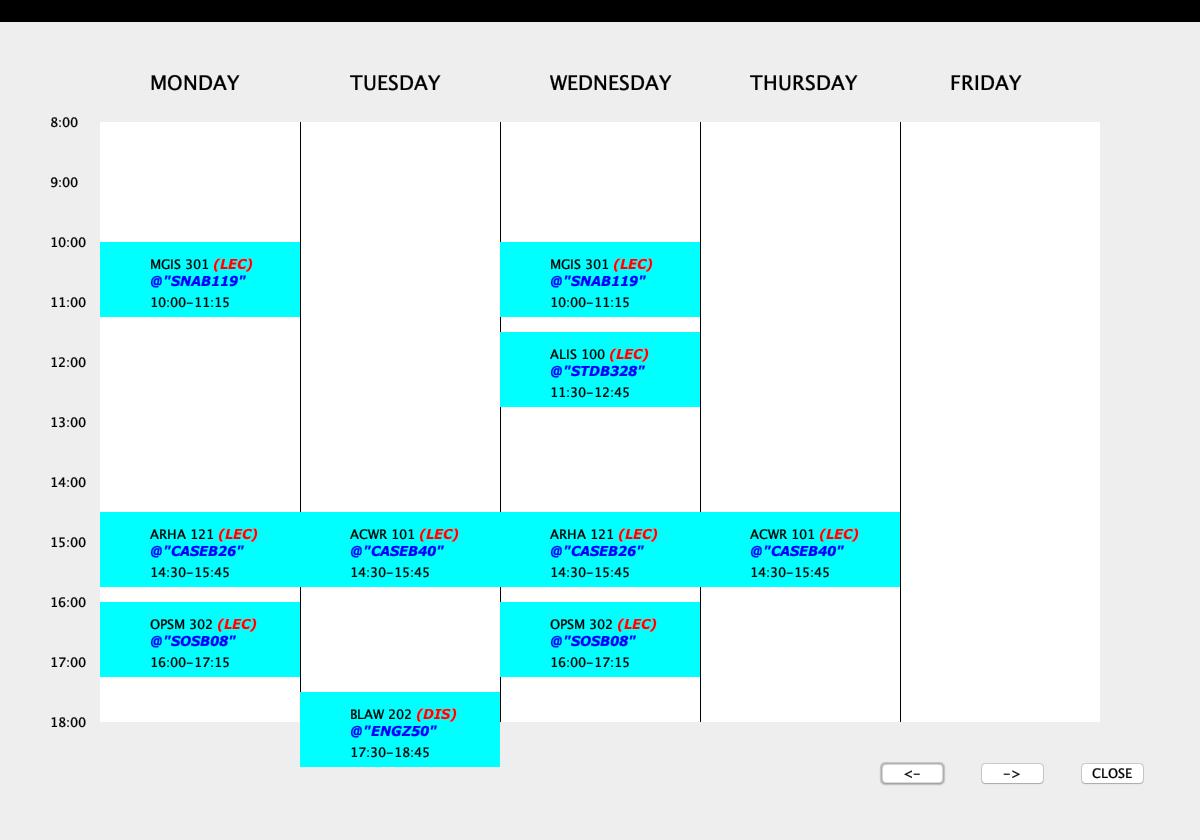 MONDAY TUESDAY WEDNESDAY THURSDAY FRIDAY
8:00
9:00
10:00
MGIS 301 (LEC) MGIS 301 (LEC)
@"SNAB119" @"SNAB119"
11:00 10:00-11:15 10:00-11:15
ALIS 100 (LEC)
12:00 @"STDB328"
11:30-12:45
13:00
14:00
ARHA 121 (LEC) ACWR 101 (LEC) ARHA 121 (LEC) ACWR 101 (LEC)
15:00 @"CASEB26" @"CASEB40" @"CASEB26" @"CASEB40"
14:30-15:45 14:30-15:45 14:30-15:45 14:30-15:45
16:00
OPSM 302 (LEC) OPSM 302 (LEC)
@"SOSB08" @"SOSB08"
17:00 16:00-17:15 16:00-17:15
BLAW 202 (DIS)
18:00 @"ENGZ50"
17:30-18:45
<- -> CLOSE